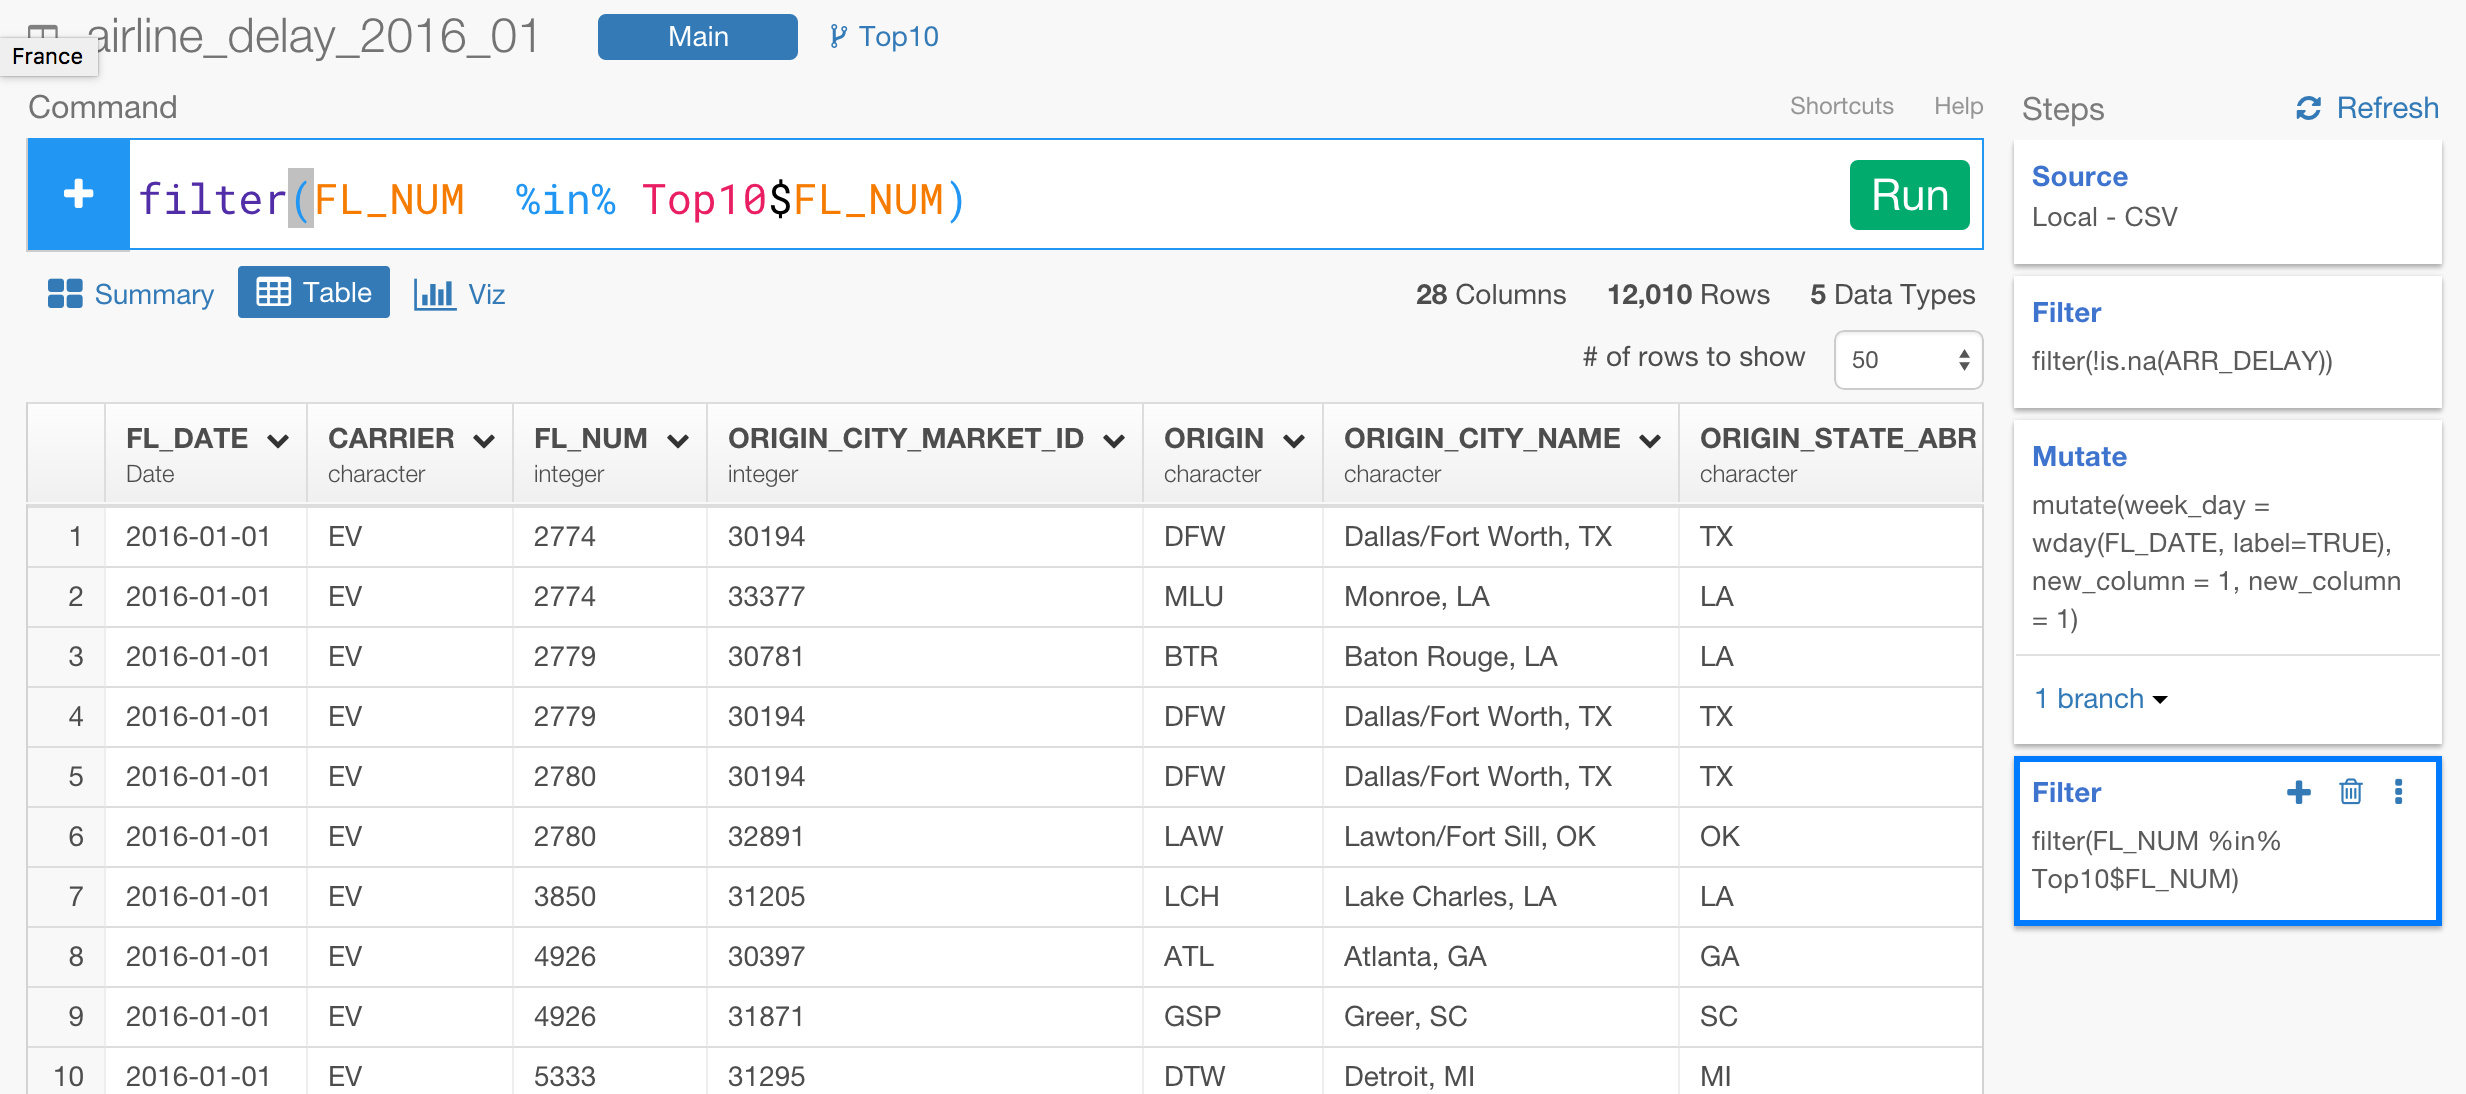 airline_delay_2016_01 Main Top10
France
Command Shortcuts Help
filter(FL_NUM %in% Top10$FL_NUM) Run
Summary Table Viz 28 Columns 12,010 Rows 5 Data Types
# of rows to show 50
FL_DATE CARRIER FL_NUM ORIGIN_CITY_MARKET_ID ORIGIN ORIGIN_CITY_NAME ORIGIN_STATE_ABR
Date character integer integer character character character
1 2016-01-01 EV 2774 30194 DFW Dallas/Fort Worth, TX TX
2 2016-01-01 EV 2774 33377 MLU Monroe, LA LA
3 2016-01-01 EV 2779 30781 BTR Baton Rouge, LA LA
4 2016-01-01 EV 2779 30194 DFW Dallas/Fort Worth, TX TX
5 2016-01-01 EV 2780 30194 DFW Dallas/Fort Worth, TX TX
6 2016-01-01 EV 2780 32891 LAW Lawton/Fort Sill, OK OK
7 2016-01-01 EV 3850 31205 LCH Lake Charles, LA LA
8 2016-01-01 EV 4926 30397 ATL Atlanta, GA GA
9 2016-01-01 EV 4926 31871 GSP Greer, SC SC
10 2016-01-01 EV 5333 31295 DTW Detroit, MI MI
Steps Refresh
Source
Local - CSV
Filter
filter(!is.na(ARR_DELAY))
Mutate
mutate(week_day =
wday(FL_DATE, label=TRUE),
new_column = 1, new_column
= 1)
1 branch
Filter
filter(FL_NUM %in%
Top10$FL_NUM)